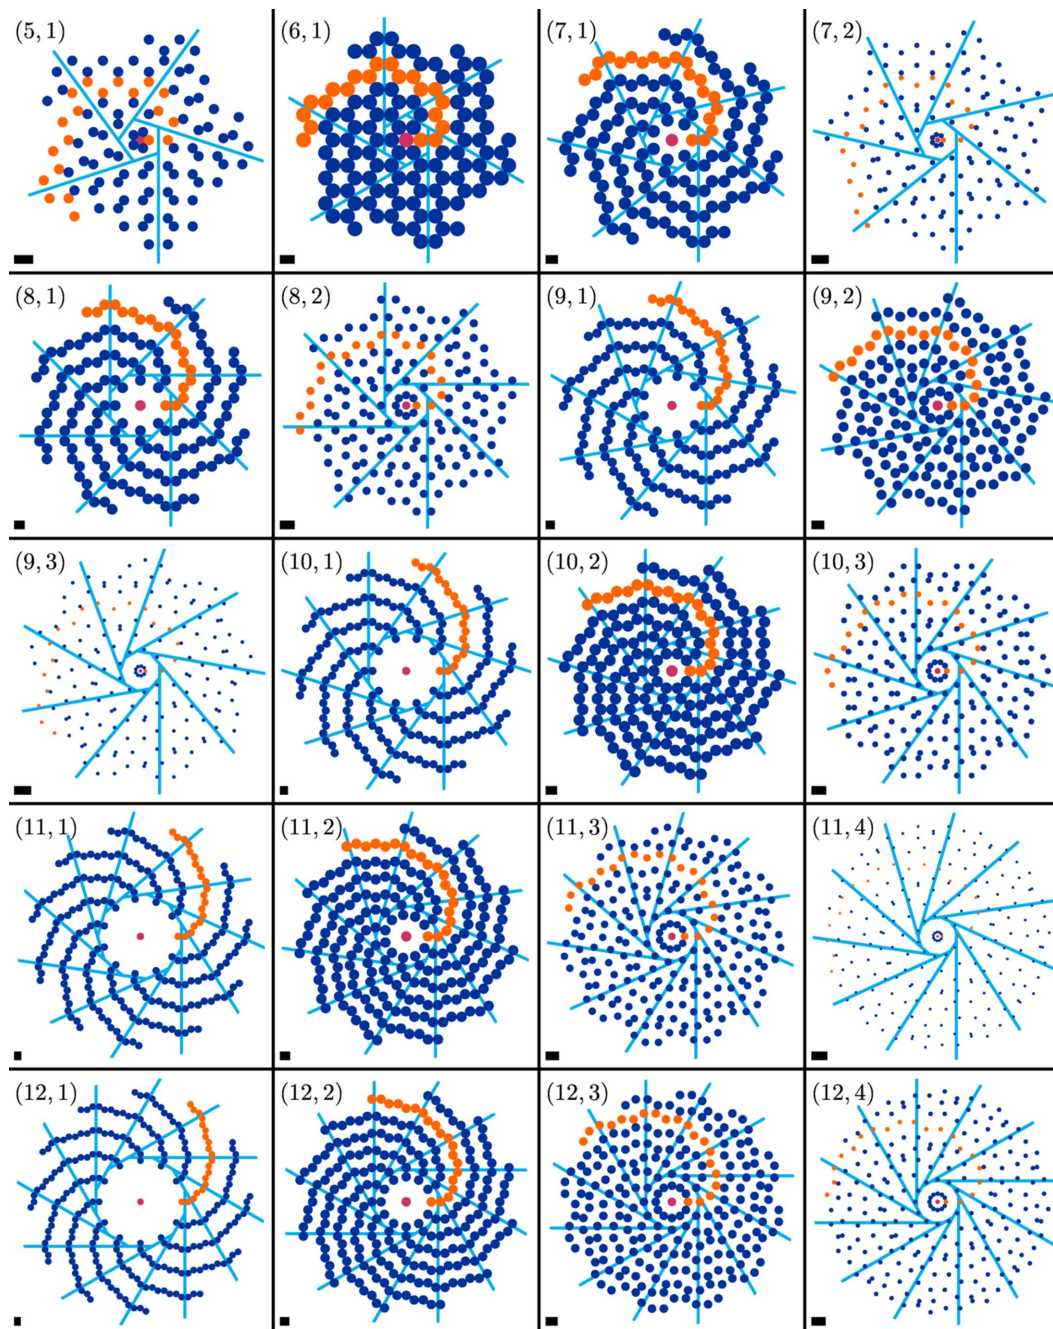 (5, 1) (6, 1) (7, 1) (7, 2)
(8, 1) (8, 2) (9, 1) (9, 2)
(9, 3) (10, 1) (10, 2) (10, 3)
(11, 1) (11, 2) (11, 3) (11, 4)
(12, 1) (12, 2) (12, 3) (12, 4)